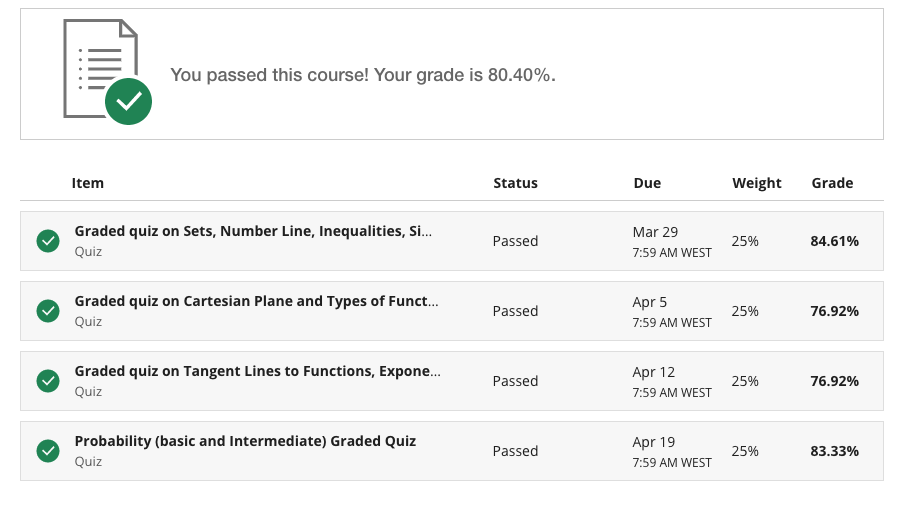 You passed this course! Your grade is 80.40%.
Item Status Due Weight Grade
Graded quiz on Sets, Number Line, Inequalities, Si...
Quiz
Passed
Mar 29
7:59 AM WEST
25%
84.61%
Graded quiz on Cartesian Plane and Types of Funct...
Quiz
Passed
Apr 5
7:59 AM WEST
25%
76.92%
Graded quiz on Tangent Lines to Functions, Expone...
Quiz
Passed
Apr 12
7:59 AM WEST
25%
76.92%
Probability (basic and Intermediate) Graded Quiz
Quiz
Passed
Apr 19
7:59 AM WEST
25%
83.33%